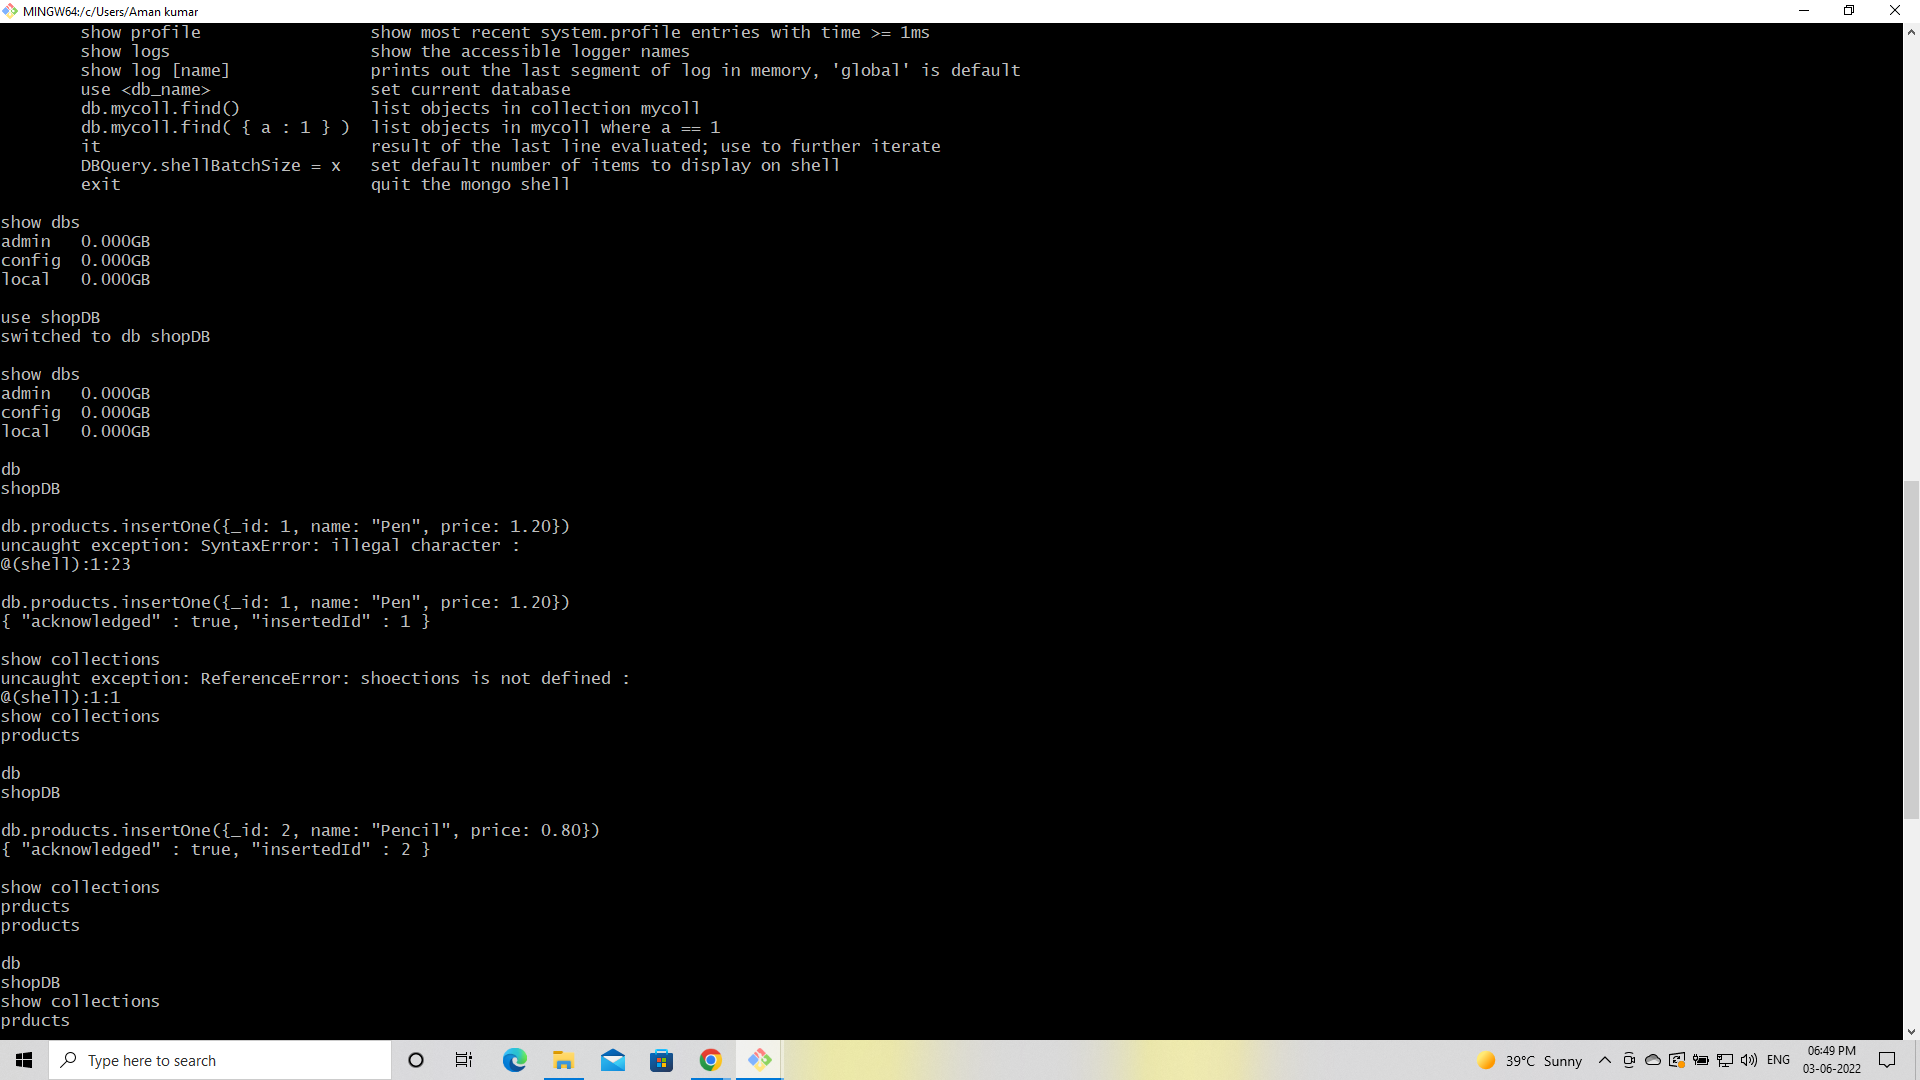 MINGW64:/c/Users/Aman kumar
show profile show most recent system.profile entries with time >= 1ms
show logs show the accessible logger names
show log [name] prints out the last segment of log in memory, 'global' is default
use <db_name> set current database
db.mycoll.find() list objects in collection mycoll
db.mycoll.find( { a : 1 } ) list objects in mycoll where a == 1
it result of the last line evaluated; use to further iterate
DBQuery.shellBatchSize = x set default number of items to display on shell
exit quit the mongo shell
show dbs
admin 0.000GB
config 0.000GB
local 0.000GB
use shopDB
switched to db shopDB
show dbs
admin 0.000GB
config 0.000GB
local 0.000GB
db
shopDB
db.products.insertOne({_id: 1, name: "Pen", price: 1.20})
uncaught exception: SyntaxError: illegal character :
@(shell):1:23
db.products.insertOne({_id: 1, name: "Pen", price: 1.20})
{ "acknowledged" : true, "insertedId" : 1 }
show collections
uncaught exception: ReferenceError: shoections is not defined :
@(shell):1:1
show collections
products
db
shopDB
db.products.insertOne({_id: 2, name: "Pencil", price: 0.80})
{ "acknowledged" : true, "insertedId" : 2 }
show collections
prducts
products
db
shopDB
show collections
prducts
Type here to search
39°C Sunny
ENG
06:49 PM
03-06-2022